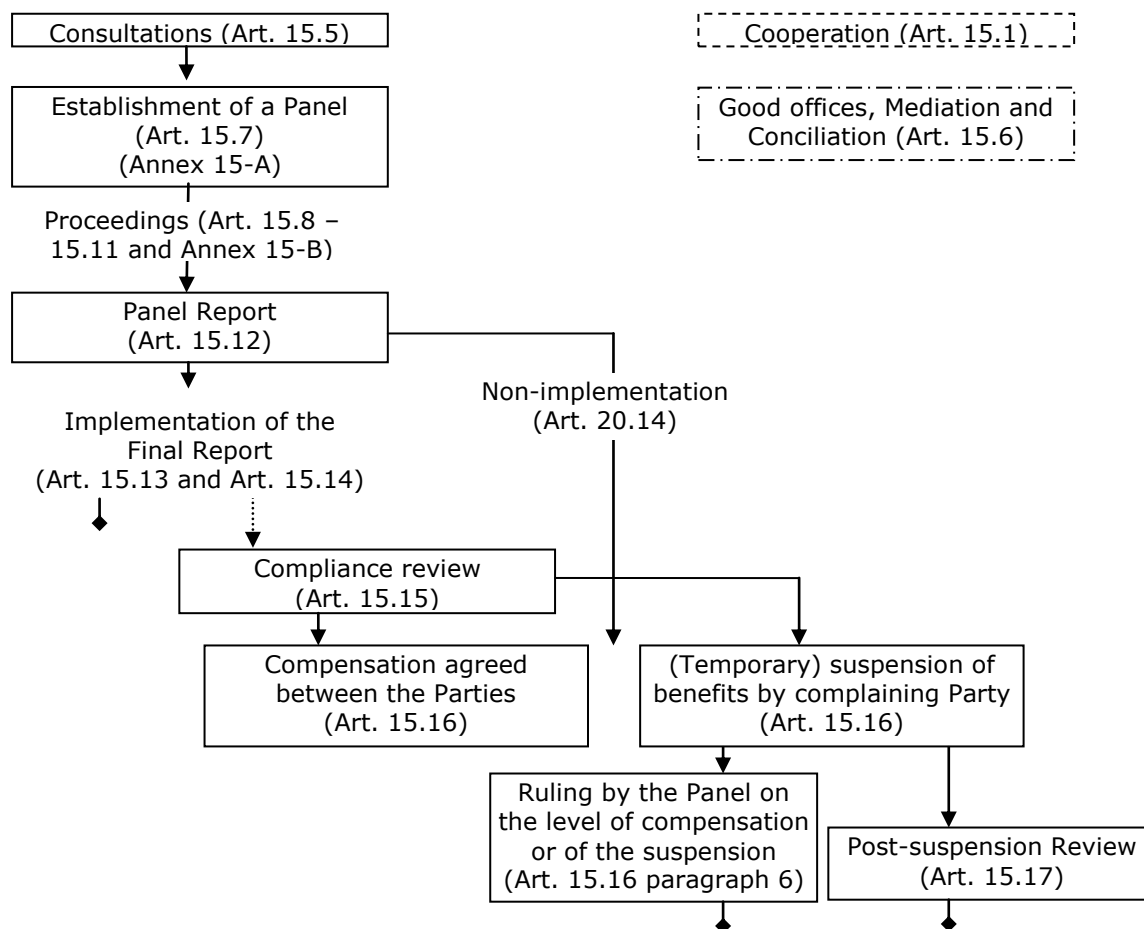 Consultations (Art. 15.5)
Cooperation (Art. 15.1)
Establishment of a Panel
(Art. 15.7)
(Annex 15-A)
Good offices, Mediation and
Conciliation (Art. 15.6)
Proceedings (Art. 15.8 –
15.11 and Annex 15-B)
Panel Report
(Art. 15.12)
Non-implementation
(Art. 20.14)
Implementation of the
Final Report
(Art. 15.13 and Art. 15.14)
Compliance review
(Art. 15.15)
Compensation agreed
between the Parties
(Art. 15.16)
(Temporary) suspension of
benefits by complaining Party
(Art. 15.16)
Ruling by the Panel on
the level of compensation
or of the suspension
(Art. 15.16 paragraph 6)
Post-suspension Review
(Art. 15.17)